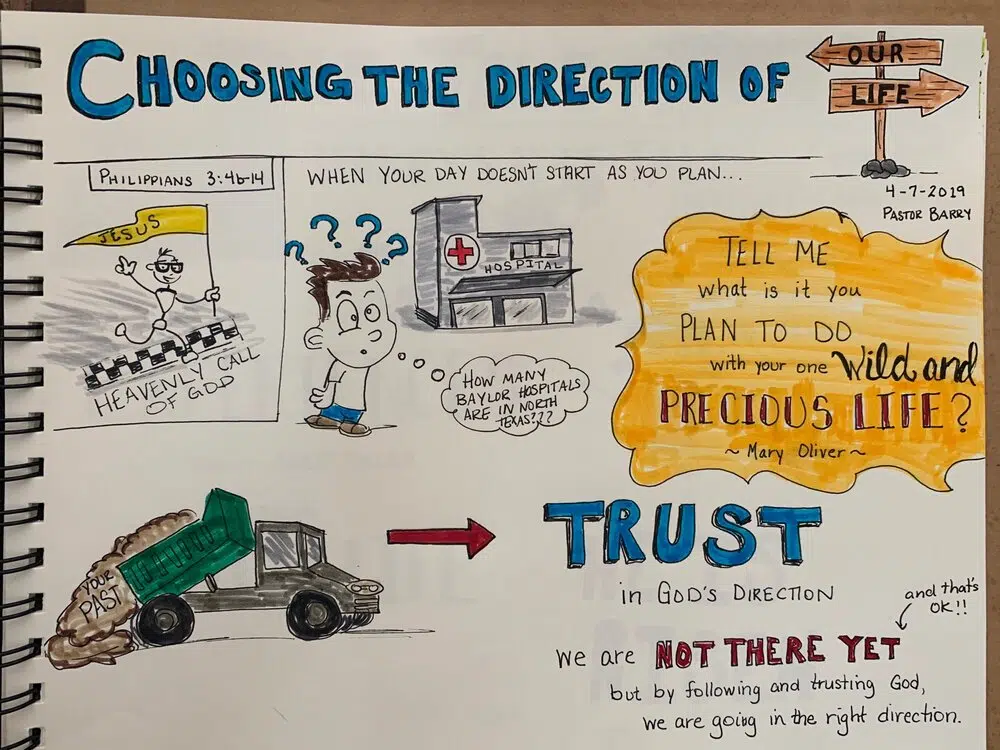 CHOOSING THE DIRECTION OF
OUR
LIFE
4-7-2019
PASTOR BARRY
PHILIPPIANS 3:4b-14
JESUS
HEAVENLY CALL
OF GOD
WHEN YOUR DAY DOESN'T START AS YOU PLAN...
? ? ? ?
HOSPITAL
HOW MANY
BAYLOR HOSPITALS
ARE IN NORTH
TEXAS???
TELL ME
what is it you
PLAN TO DO
with your one Wild and
PRECIOUS LIFE?
~ Mary Oliver ~
YOUR
PAST
TRUST
in GOD'S DIRECTION
and that's
OK!!
we are NOT THERE YET
but by following and trusting God,
we are going in the right direction.